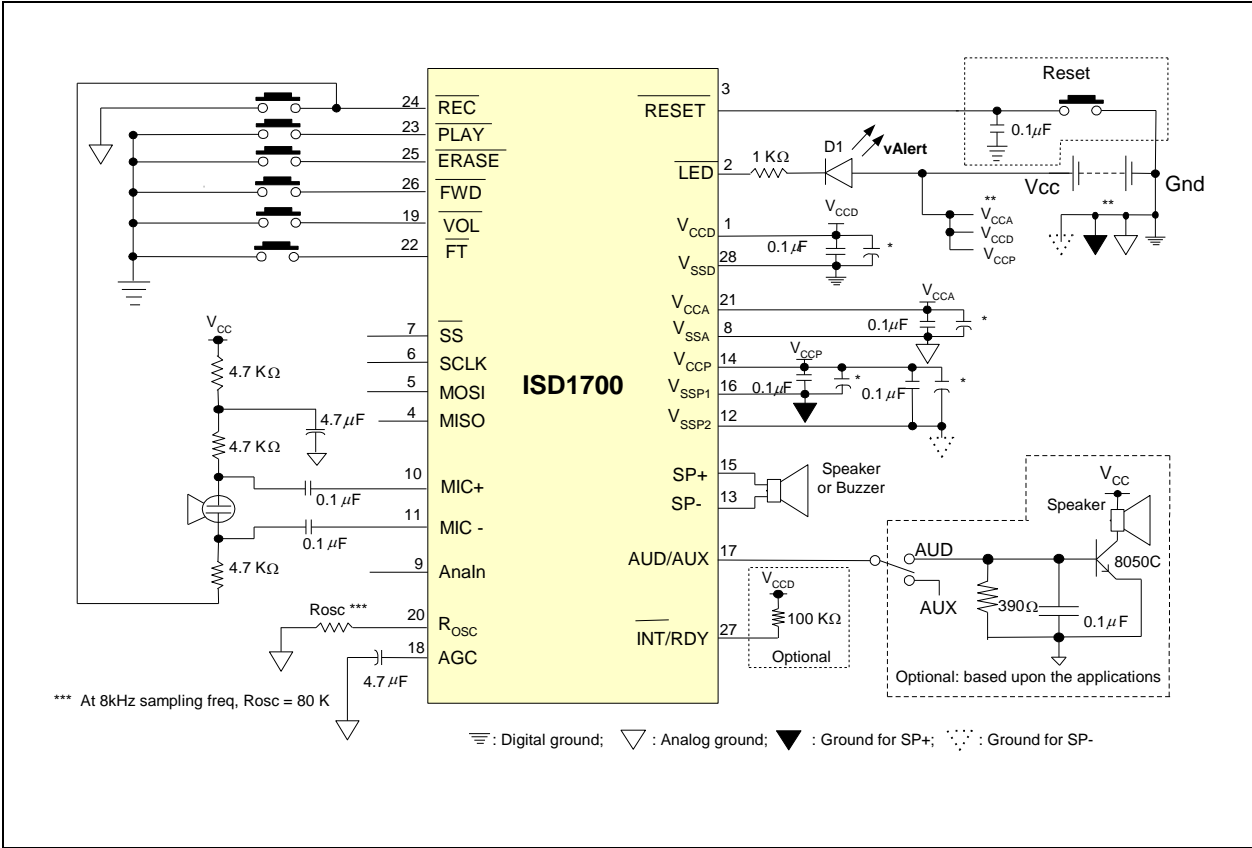 Reset
3
RESET
0.1μF
24
REC
23
PLAY
25
ERASE
26
FWD
19
VOL
22
FT
D1
vAlert
1 KΩ
2
LED
Vcc
Gnd
**
VCCA
VCCD
VCCP
**
VCCD
1
VCCD
0.1μF
*
28
VSSD
VCCA
21
VCCA
0.1μF
*
8
VSSA
VCCP
14
VCCP
0.1μF
*
0.1μF
*
16
VSSP1
12
VSSP2
VCC
4.7 KΩ
4.7μF
4.7 KΩ
7
SS
6
SCLK
5
MOSI
4
MISO
ISD1700
10
MIC+
0.1μF
11
MIC -
0.1μF
4.7 KΩ
9
AnaIn
Rosc ***
20
ROSC
18
AGC
4.7μF
15
SP+
13
SP-
Speaker
or Buzzer
17
AUD/AUX
AUD
AUX
VCC
Speaker
8050C
390Ω
0.1μF
Optional: based upon the applications
VCCD
100 KΩ
27
INT/RDY
Optional
*** At 8kHz sampling freq, Rosc = 80 K
: Digital ground; : Analog ground; : Ground for SP+; : Ground for SP-